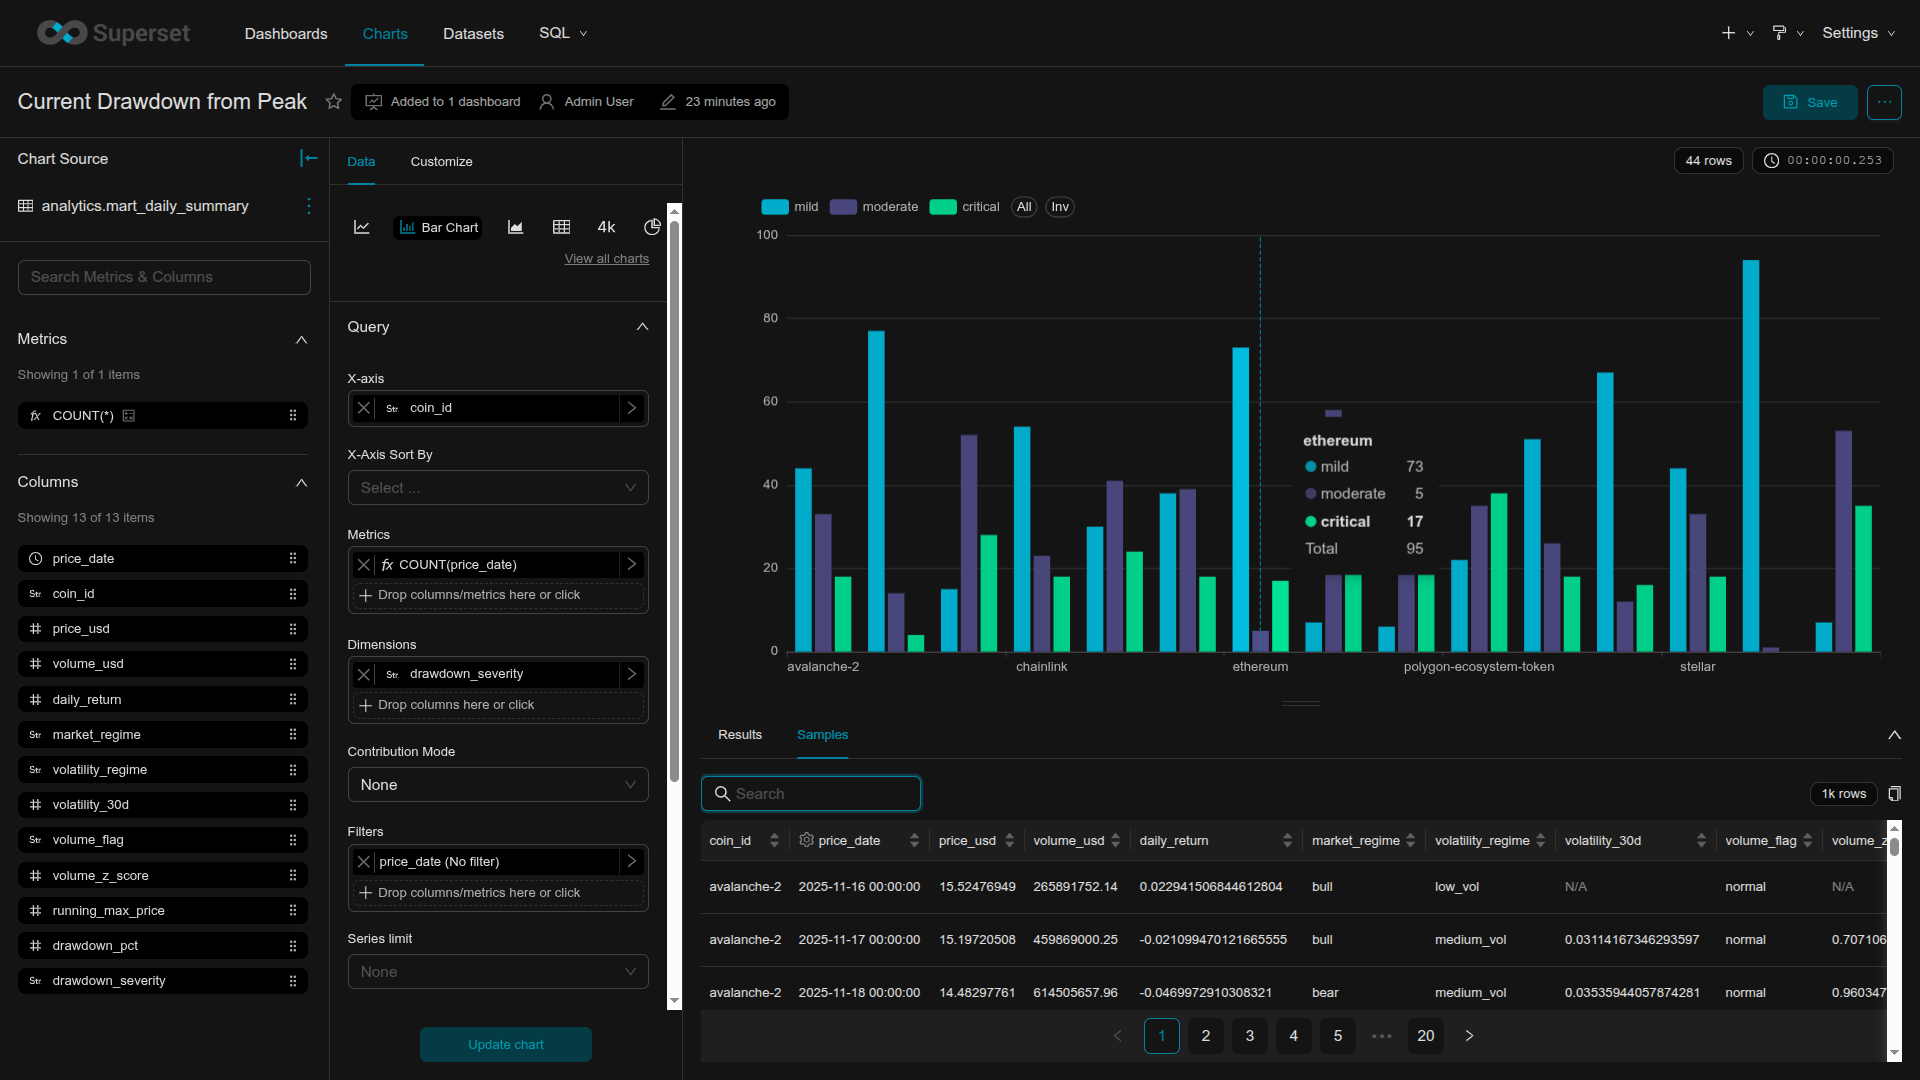 Superset
Dashboards
Charts
Datasets
SQL
Settings
Current Drawdown from Peak
Added to 1 dashboard
Admin User
23 minutes ago
Save
Chart Source
analytics.mart_daily_summary
Search Metrics & Columns
Metrics
Showing 1 of 1 items
fx COUNT(*)
Columns
Showing 13 of 13 items
price_date
Str coin_id
# price_usd
# volume_usd
# daily_return
Str market_regime
Str volatility_regime
# volatility_30d
Str volume_flag
# volume_z_score
# running_max_price
# drawdown_pct
Str drawdown_severity
Data
Customize
Bar Chart
4k
View all charts
Query
X-axis
Str coin_id
X-Axis Sort By
Select ...
Metrics
fx COUNT(price_date)
Drop columns/metrics here or click
Dimensions
Str drawdown_severity
Drop columns here or click
Contribution Mode
None
Filters
price_date (No filter)
Drop columns/metrics here or click
Series limit
None
Update chart
44 rows
00:00:00.253
mild
moderate
critical
All
Inv
100
80
60
40
20
0
avalanche-2
chainlink
ethereum
polygon-ecosystem-token
stellar
ethereum
mild 73
moderate 5
critical 17
Total 95
Results
Samples
Search
1k rows
coin_id price_date price_usd volume_usd daily_return market_regime volatility_regime volatility_30d volume_flag volume_z
avalanche-2 2025-11-16 00:00:00 15.52476949 265891752.14 0.022941506844612804 bull low_vol N/A normal N/A
avalanche-2 2025-11-17 00:00:00 15.19720508 459869000.25 -0.021099470121665555 bull medium_vol 0.03114167346293597 normal 0.707106
avalanche-2 2025-11-18 00:00:00 14.48297761 614505657.96 -0.0469972910308321 bear medium_vol 0.03535944057874281 normal 0.960347
1 2 3 4 5 ••• 20